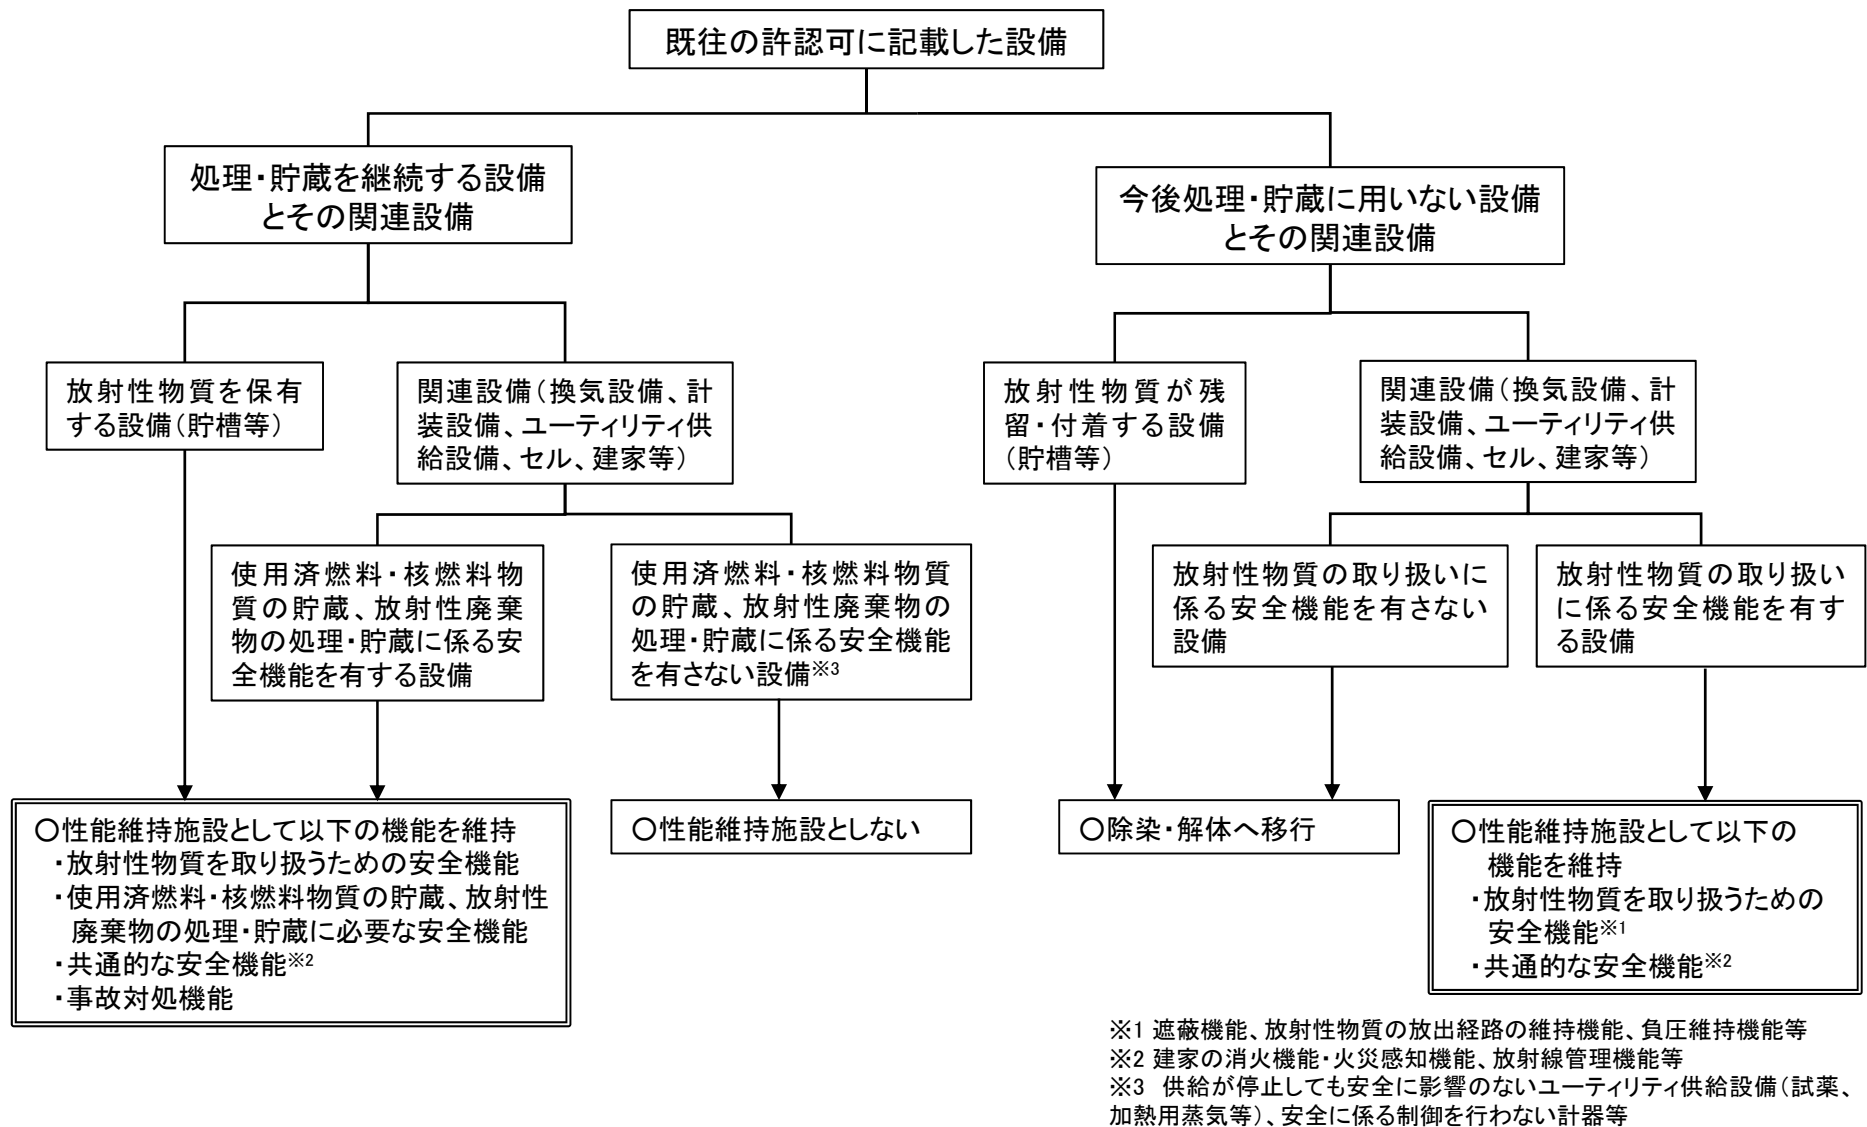 既往の許認可に記載した設備
処理・貯蔵を継続する設備
とその関連設備
今後処理・貯蔵に用いない設備
とその関連設備
放射性物質を保有
する設備（貯槽等）
関連設備（換気設備、計
装設備、ユーティリティ供
給設備、セル、建家等）
放射性物質が残
留・付着する設備
（貯槽等）
関連設備（換気設備、計
装設備、ユーティリティ供
給設備、セル、建家等）
使用済燃料・核燃料物
質の貯蔵、放射性廃棄
物の処理・貯蔵に係る安
全機能を有する設備
使用済燃料・核燃料物質
の貯蔵、放射性廃棄物の
処理・貯蔵に係る安全機能
を有さない設備※3
放射性物質の取り扱いに
係る安全機能を有さない
設備
放射性物質の取り扱い
に係る安全機能を有す
る設備
○性能維持施設として以下の機能を維持
・放射性物質を取り扱うための安全機能
・使用済燃料・核燃料物質の貯蔵、放射性
廃棄物の処理・貯蔵に必要な安全機能
・共通的な安全機能※2
・事故対処機能
○性能維持施設としない
○除染・解体へ移行
○性能維持施設として以下の
機能を維持
・放射性物質を取り扱うための
安全機能※1
・共通的な安全機能※2
※1 遮蔽機能、放射性物質の放出経路の維持機能、負圧維持機能等
※2 建家の消火機能・火災感知機能、放射線管理機能等
※3 供給が停止しても安全に影響のないユーティリティ供給設備（試薬、
加熱用蒸気等）、安全に係る制御を行わない計器等